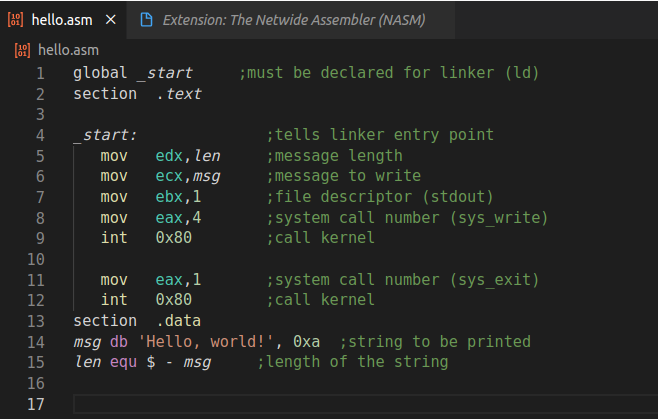 hello.asm × Extension: The Netwide Assembler (NASM)
hello.asm
1 global _start ;must be declared for linker (ld)
2 section .text
3
4 _start: ;tells linker entry point
5 mov edx,len ;message length
6 mov ecx,msg ;message to write
7 mov ebx,1 ;file descriptor (stdout)
8 mov eax,4 ;system call number (sys_write)
9 int 0x80 ;call kernel
10
11 mov eax,1 ;system call number (sys_exit)
12 int 0x80 ;call kernel
13 section .data
14 msg db 'Hello, world!', 0xa ;string to be printed
15 len equ $ - msg ;length of the string
16
17